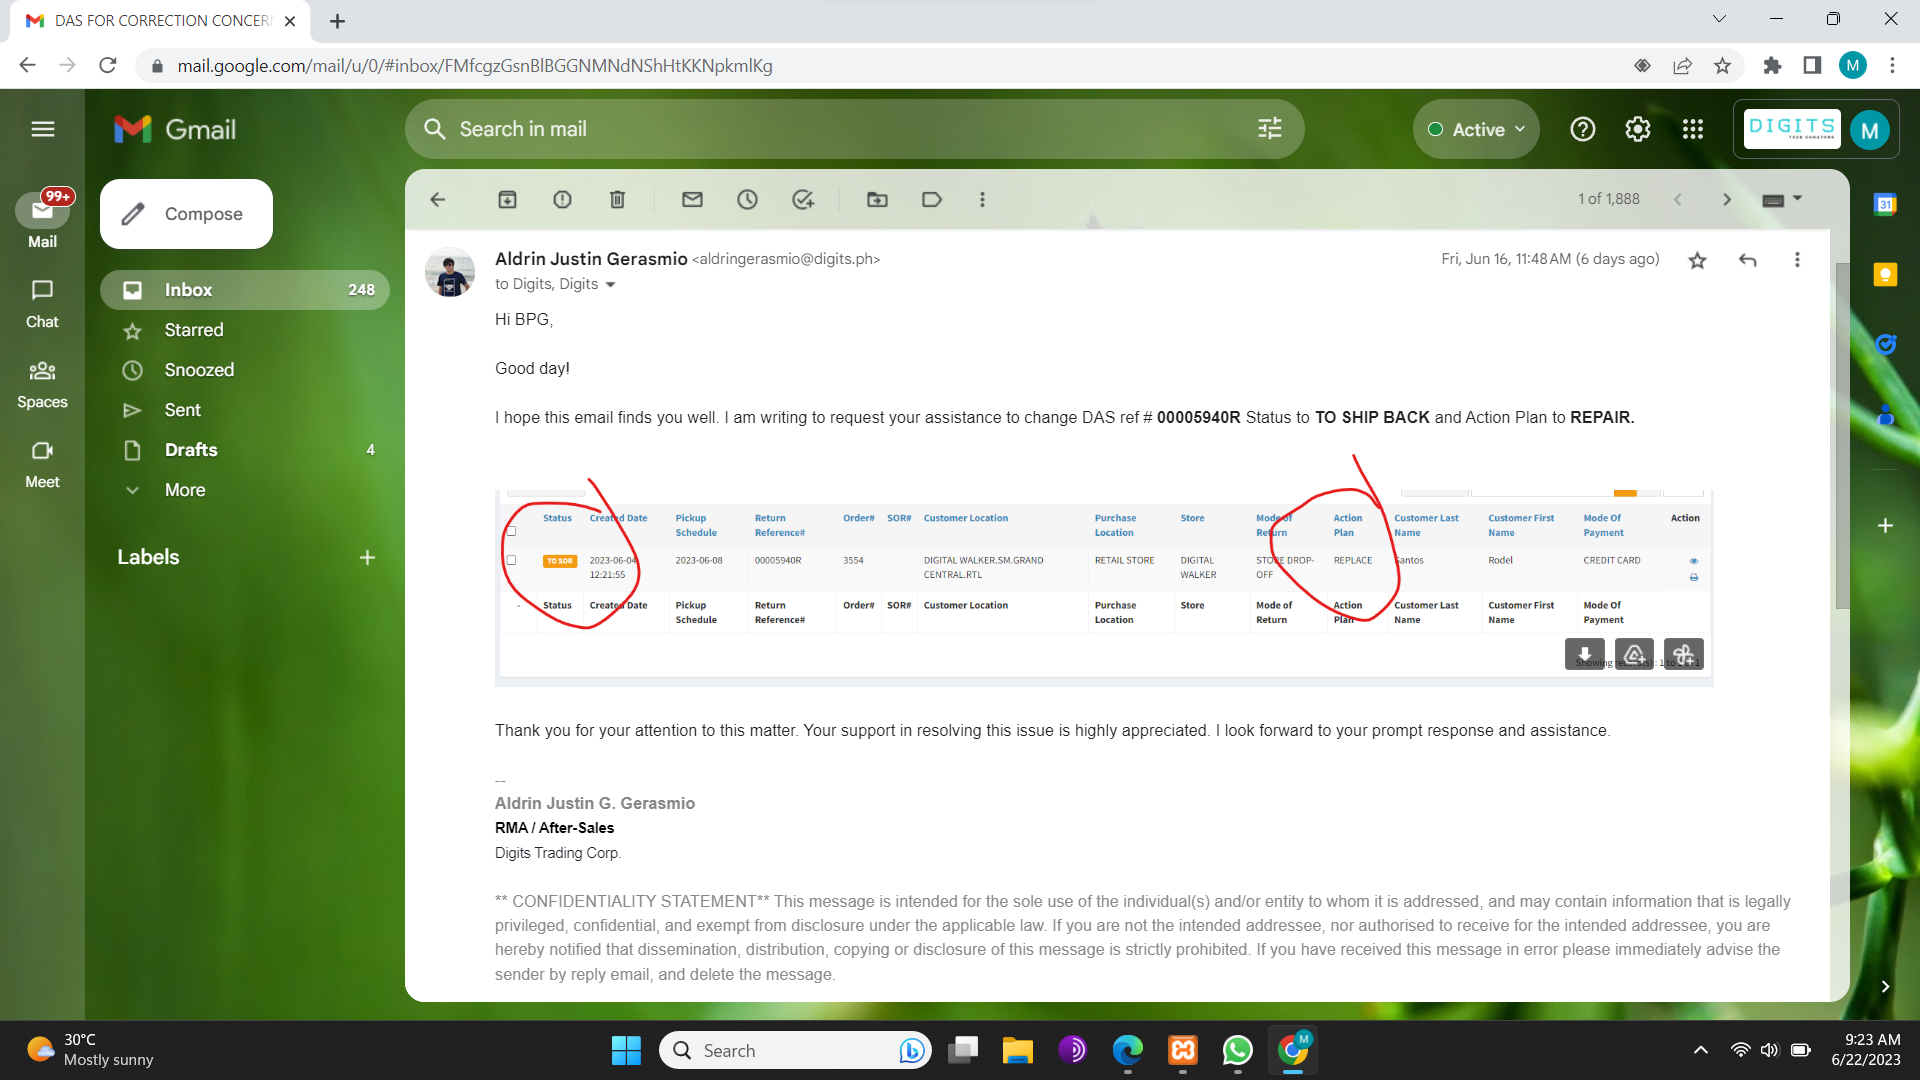 DAS FOR CORRECTION CONCER
mail.google.com/mail/u/0/#inbox/FMfcgzGsnBlBGGNMNdNShHtKKNpkmlKg
M
Gmail
Search in mail
Active
DIGITS
M
99+
Mail
Chat
Spaces
Meet
Compose
Inbox 248
Starred
Snoozed
Sent
Drafts 4
More
Labels
1 of 1,888
31
Aldrin Justin Gerasmio <aldringerasmio@digits.ph>
Fri, Jun 16, 11:48 AM (6 days ago)
to Digits, Digits
Hi BPG,
Good day!
I hope this email finds you well. I am writing to request your assistance to change DAS ref # 00005940R Status to TO SHIP BACK and Action Plan to REPAIR.
Status Created Date Pickup Schedule Return Reference# Order# SOR# Customer Location Purchase Location Store Mode of Return Action Plan Customer Last Name Customer First Name Mode Of Payment Action
TO SOR 2023-06-04 12:21:55 2023-06-08 00005940R 3554 DIGITAL WALKER.SM.GRAND CENTRAL.RTL RETAIL STORE DIGITAL WALKER STORE DROP-OFF REPLACE Santos Rodel CREDIT CARD
- Status Created Date Pickup Schedule Return Reference# Order# SOR# Customer Location Purchase Location Store Mode of Return Action Plan Customer Last Name Customer First Name Mode Of Payment
Thank you for your attention to this matter. Your support in resolving this issue is highly appreciated. I look forward to your prompt response and assistance.
--
Aldrin Justin G. Gerasmio
RMA / After-Sales
Digits Trading Corp.
** CONFIDENTIALITY STATEMENT** This message is intended for the sole use of the individual(s) and/or entity to whom it is addressed, and may contain information that is legally
privileged, confidential, and exempt from disclosure under the applicable law. If you are not the intended addressee, nor authorised to receive for the intended addressee, you are
hereby notified that dissemination, distribution, copying or disclosure of this message is strictly prohibited. If you have received this message in error please immediately advise the
sender by reply email, and delete the message.
30°C
Mostly sunny
Search
M
9:23 AM
6/22/2023